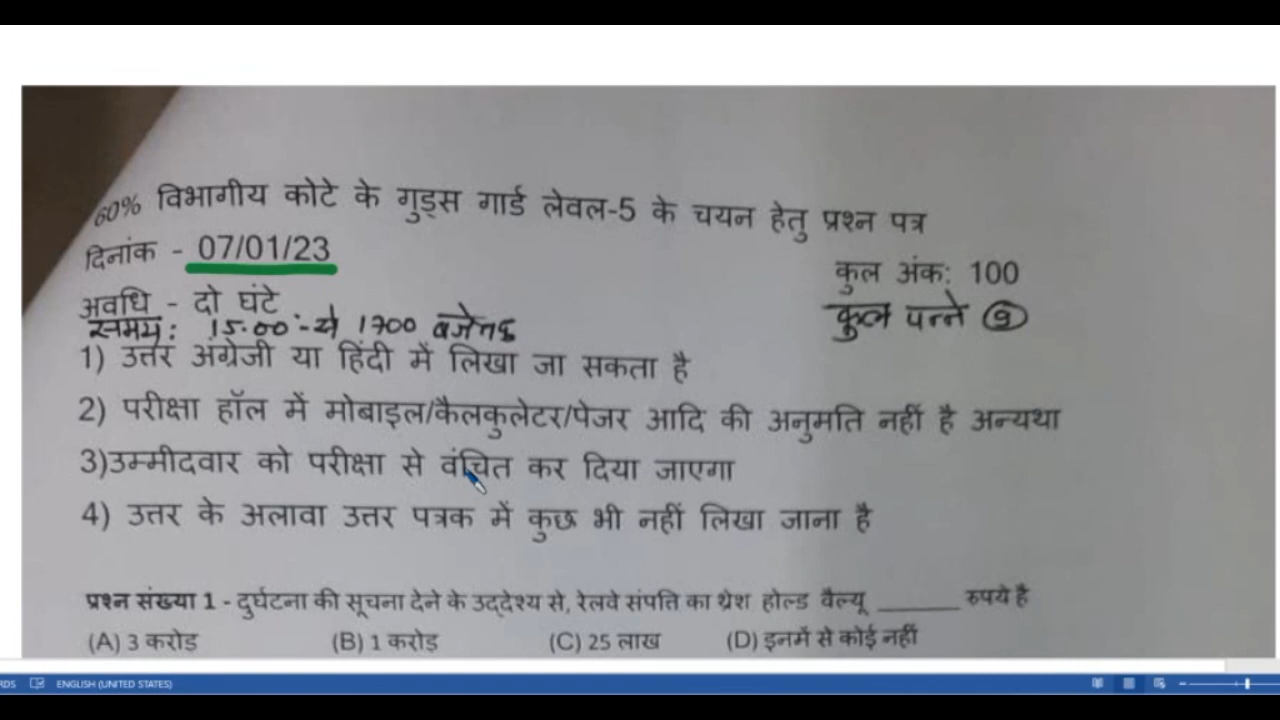 60% विभागीय कोटे के गुड्स गार्ड लेवल-5 के चयन हेतु प्रश्न पत्र
दिनांक - 07/01/23
कुल अंक: 100
अवधि - दो घंटे
कुल पन्ने 9
समय: 15.00 से 1700 बजे तक
1) उत्तर अंग्रेजी या हिंदी में लिखा जा सकता है
2) परीक्षा हॉल में मोबाइल/कैलकुलेटर/पेजर आदि की अनुमति नहीं है अन्यथा
3)उम्मीदवार को परीक्षा से वंचित कर दिया जाएगा
4) उत्तर के अलावा उत्तर पत्रक में कुछ भी नहीं लिखा जाना है
प्रश्न संख्या 1 - दुर्घटना की सूचना देने के उद्देश्य से, रेलवे संपति का थ्रेश होल्ड वैल्यू ______ रुपये है
(A) 3 करोड़ (B) 1 करोड़ (C) 25 लाख (D) इनमें से कोई नहीं
RDS ENGLISH (UNITED STATES)